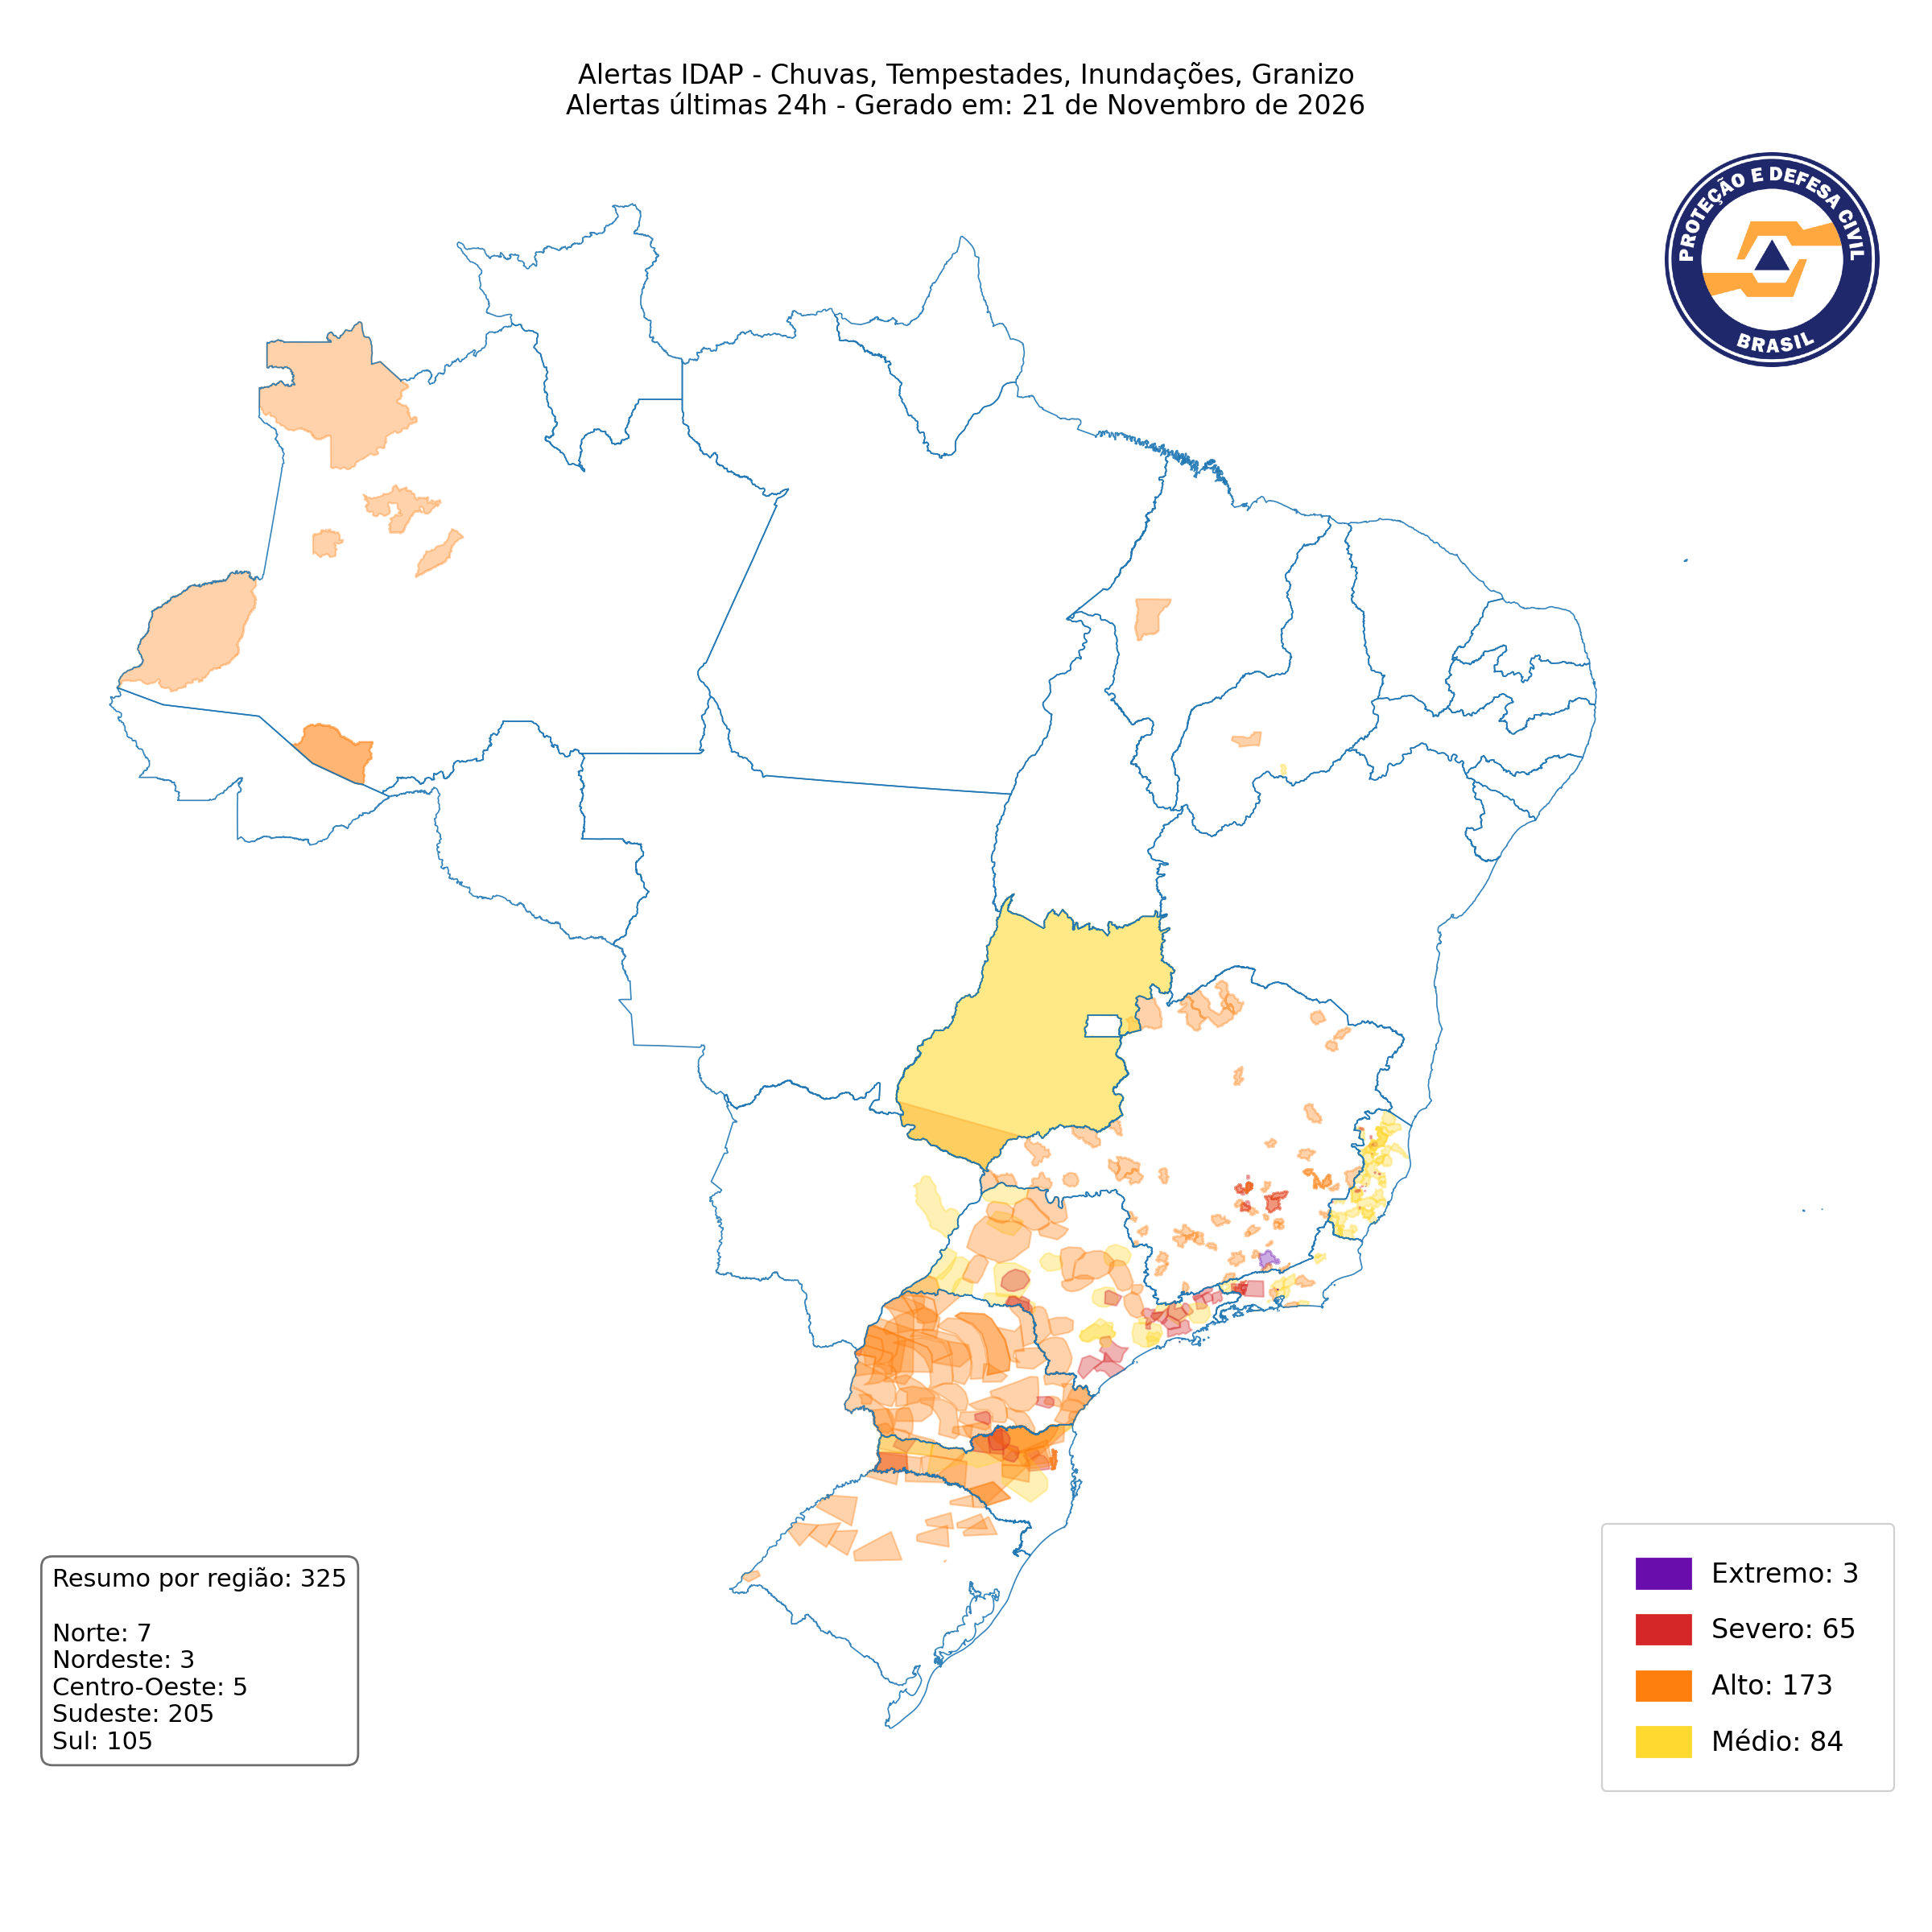 Alertas IDAP - Chuvas, Tempestades, Inundações, Granizo
Alertas últimas 24h - Gerado em: 21 de Novembro de 2026
PROTEÇÃO E DEFESA CIVIL
BRASIL
Resumo por região: 325
Norte: 7
Nordeste: 3
Centro-Oeste: 5
Sudeste: 205
Sul: 105
Extremo: 3
Severo: 65
Alto: 173
Médio: 84